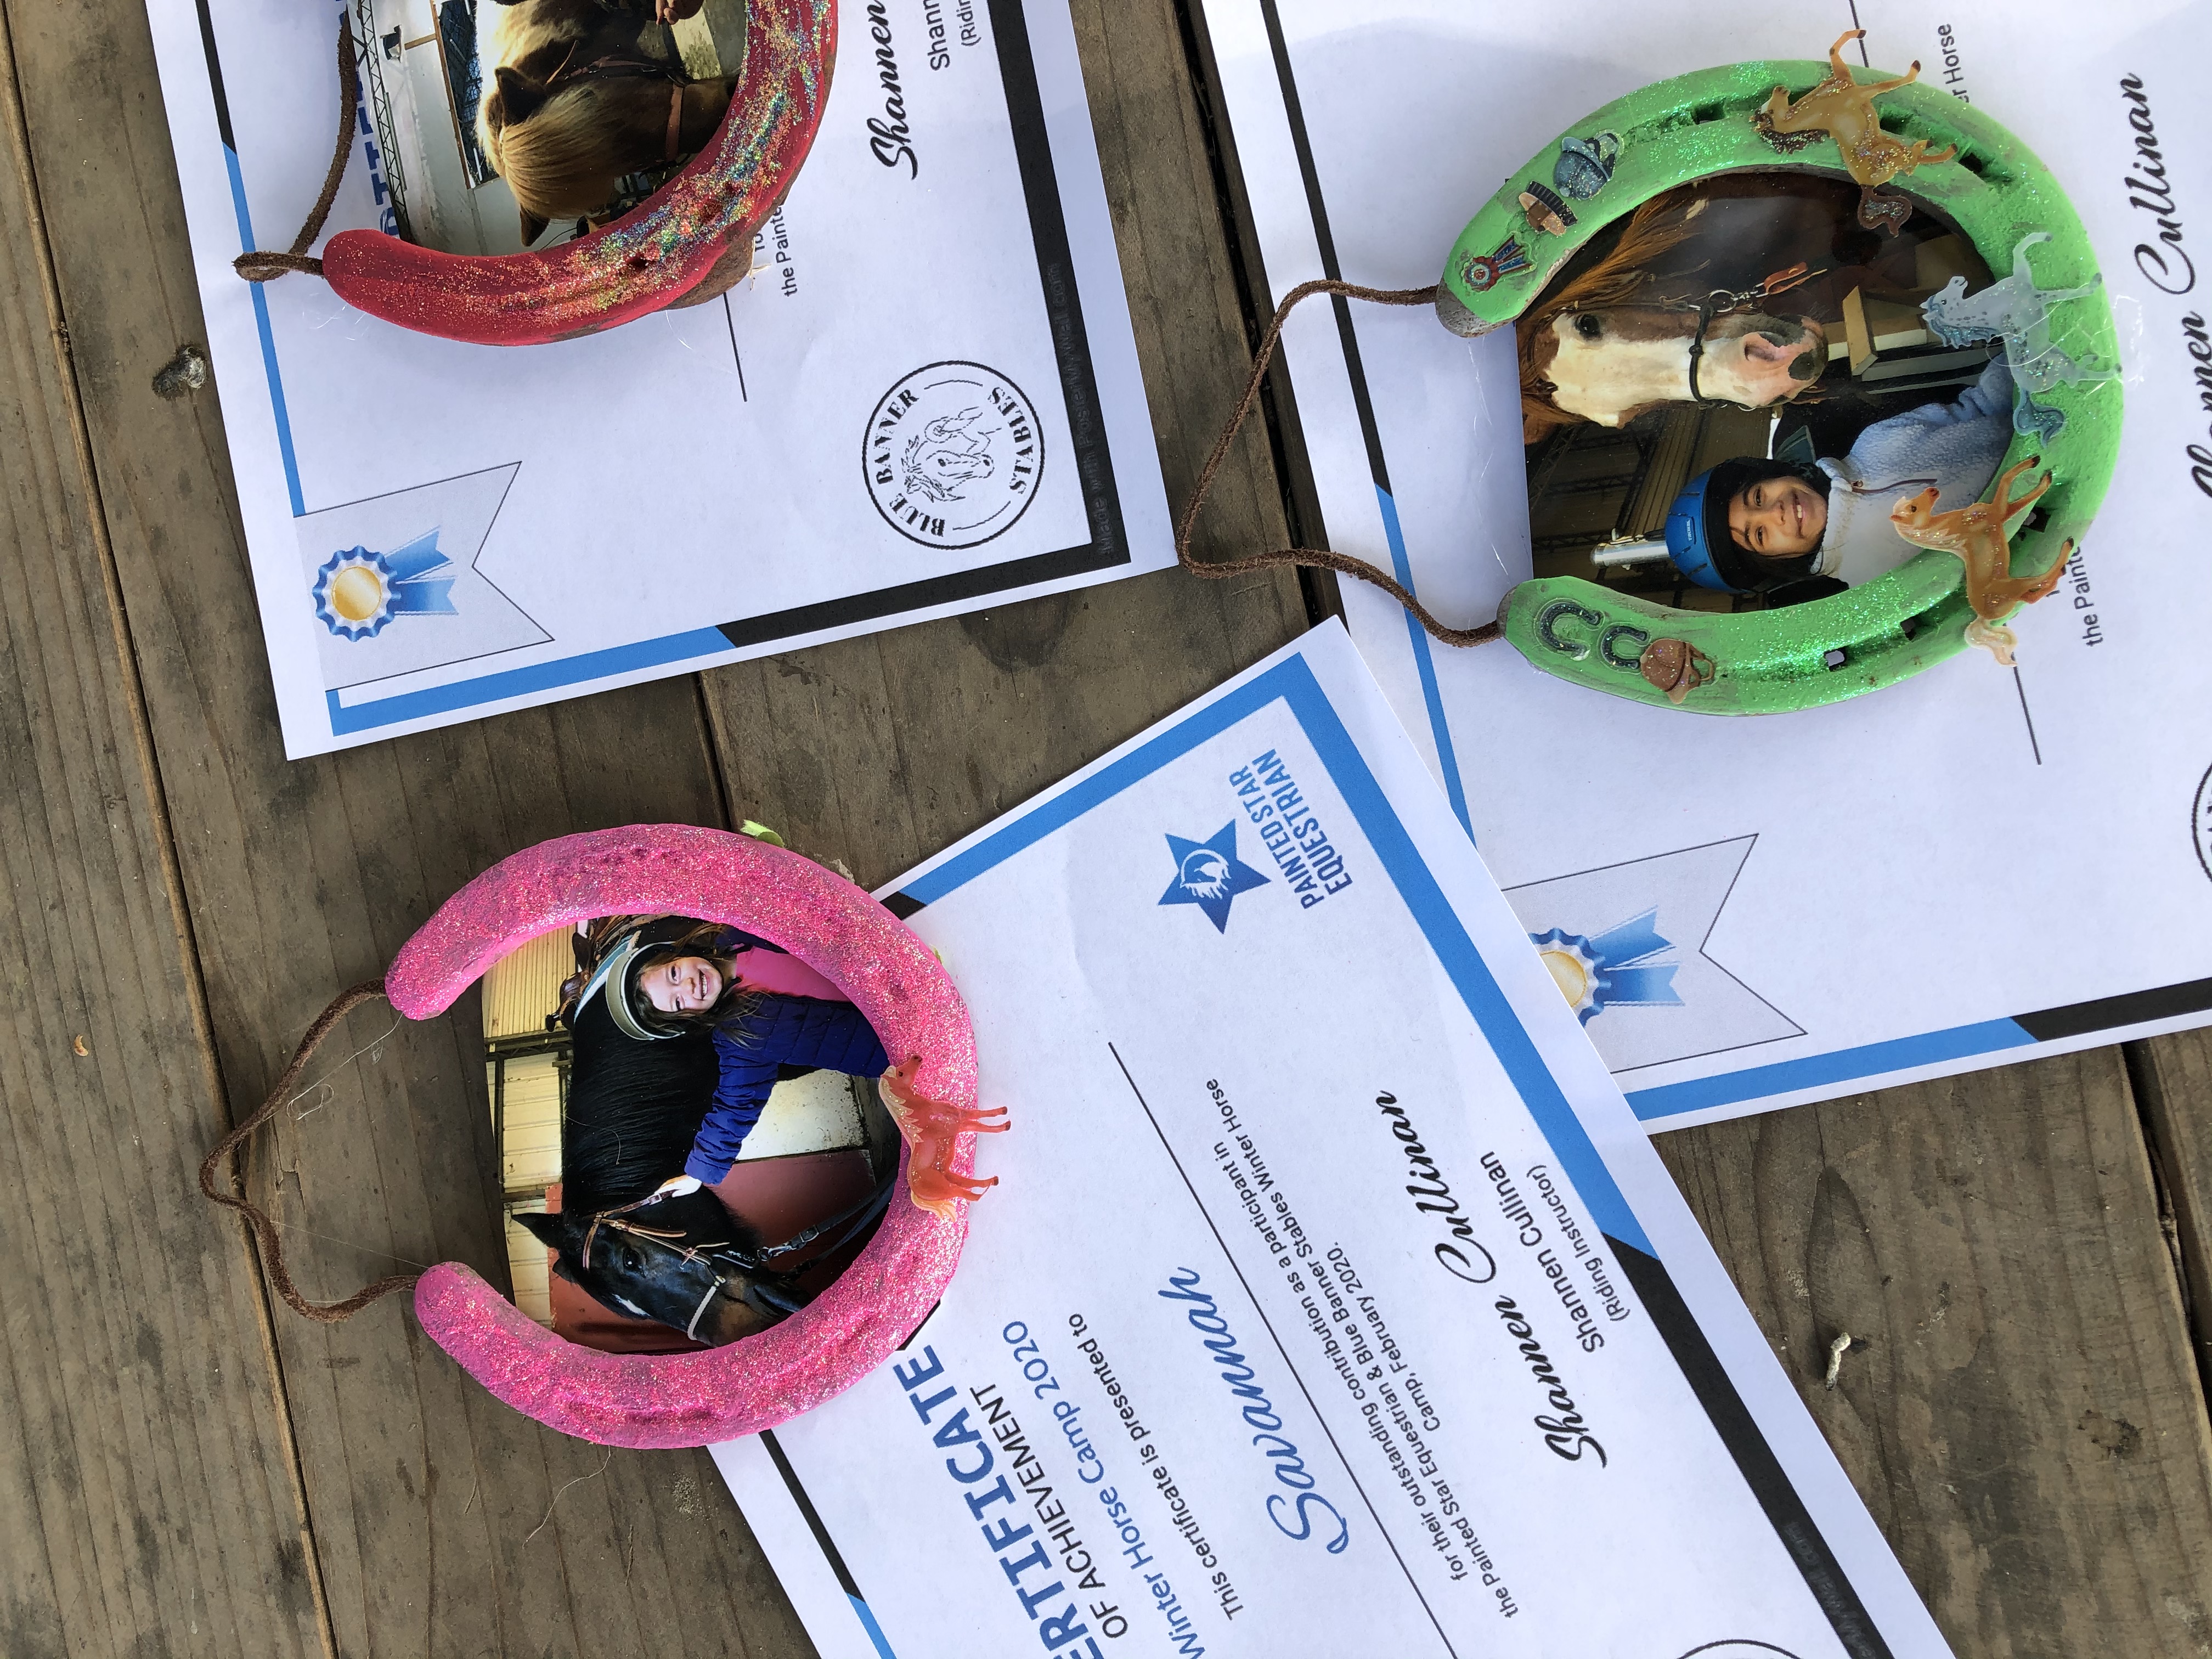 ERTIFICATE
OF ACHIEVEMENT
Winter Horse Camp 2020
This certificate is presented to
Savannah
for their outstanding contribution as a participant in
the Painted Star Equestrian & Blue Banner Stables Winter Horse
Camp, February 2020.
Shannen Cullinan
Shannen Cullinan
(Riding Instructor)
PAINTED STAR
EQUESTRIAN
the Painte
BLUE BANNER
STABLES
Shannen
Shann
(Ridin
Made with PosterMyWall.com
er Horse
the Painte
Shannen Cullinan